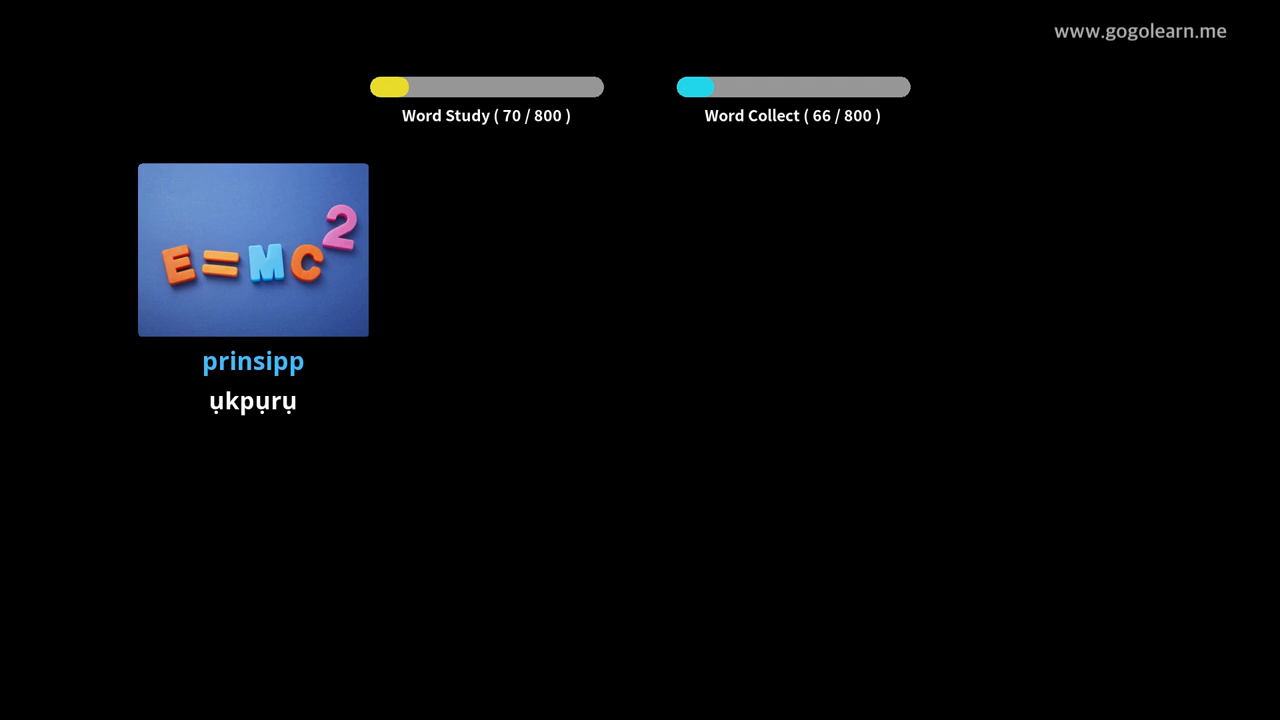 www.gogolearn.me
Word Study ( 70 / 800 )
Word Collect ( 66 / 800 )
E=MC2
prinsipp
ụkpụrụ